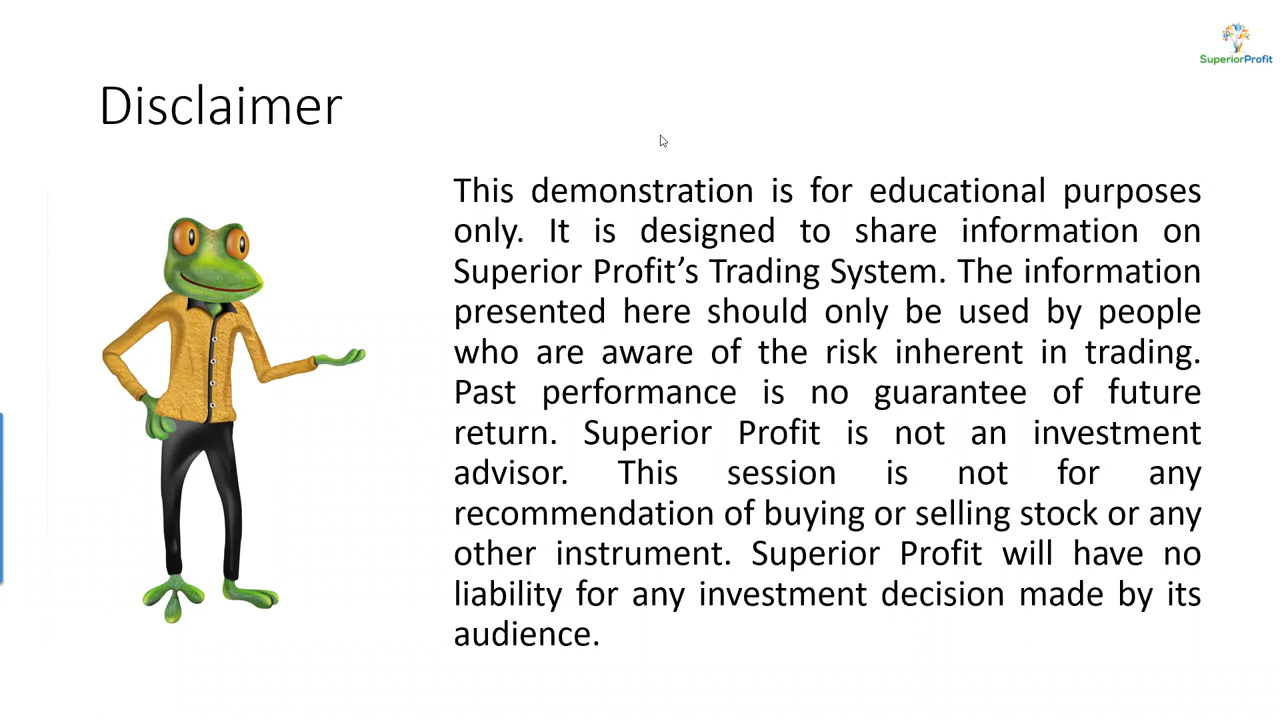 SuperiorProfit
Disclaimer
This demonstration is for educational purposes
only. It is designed to share information on
Superior Profit’s Trading System. The information
presented here should only be used by people
who are aware of the risk inherent in trading.
Past performance is no guarantee of future
return. Superior Profit is not an investment
advisor. This session is not for any
recommendation of buying or selling stock or any
other instrument. Superior Profit will have no
liability for any investment decision made by its
audience.